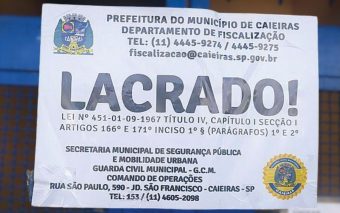 PREFEITURA DO MUNICÍPIO DE CAIEIRAS
DEPARTAMENTO DE FISCALIZAÇÃO
TEL: (11) 4445-9274 / 4445-9275
fiscalizacao@caieiras.sp.gov.br
LACRADO!
LEI Nº 451-01-09-1967 TÍTULO IV, CAPÍTULO I SECÇÃO I
ARTIGOS 166º E 171º INCISO 1º § (PARÁGRAFOS) 1º E 2º
SECRETARIA MUNICIPAL DE SEGURANÇA PÚBLICA
E MOBILIDADE URBANA
GUARDA CIVIL MUNICIPAL - G.C.M.
COMANDO DE OPERAÇÕES
RUA SÃO PAULO, 590 - JD. SÃO FRANCISCO - CAIEIRAS - SP
TEL: 153 / (11) 4605-2098